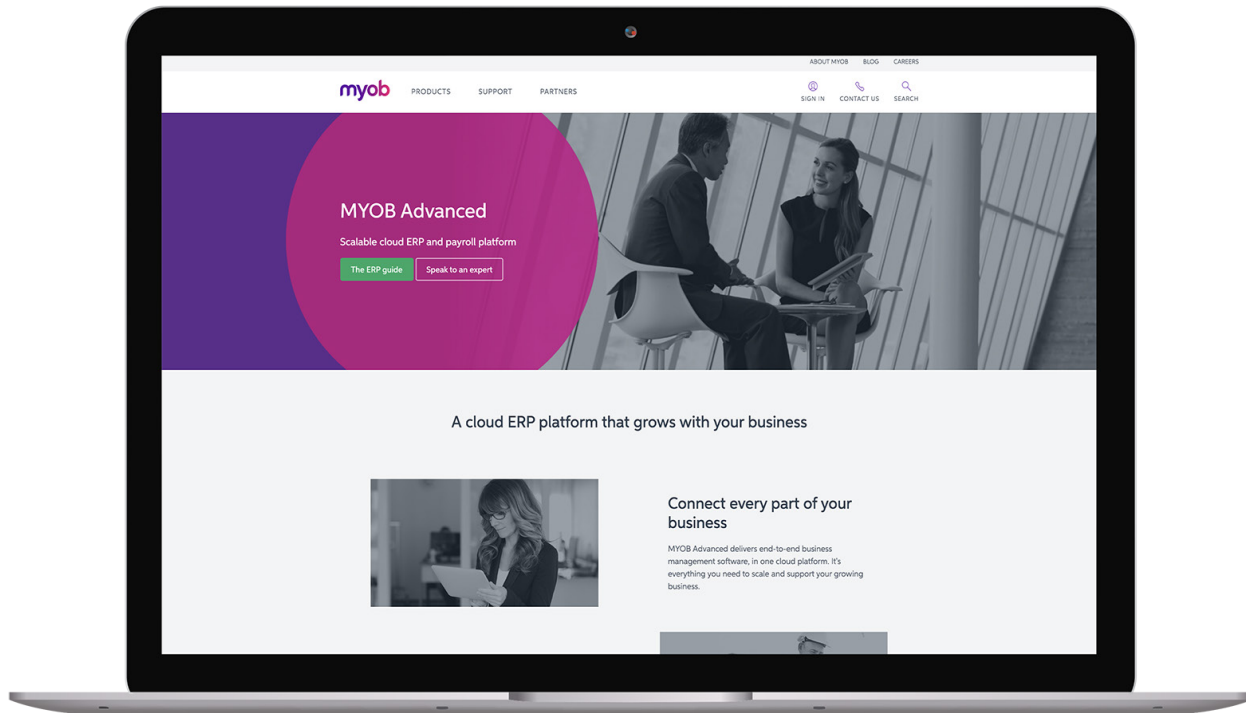 ABOUT MYOB BLOG CAREERS
myob PRODUCTS SUPPORT PARTNERS SIGN IN CONTACT US SEARCH
MYOB Advanced
Scalable cloud ERP and payroll platform
The ERP guide Speak to an expert
A cloud ERP platform that grows with your business
Connect every part of your
business
MYOB Advanced delivers end-to-end business
management software, in one cloud platform. It's
everything you need to scale and support your growing
business.